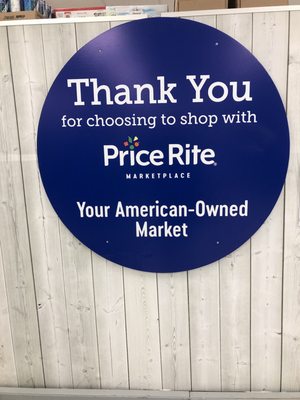 Thank You
for choosing to shop with
Price Rite®
MARKETPLACE
Your American-Owned
Market